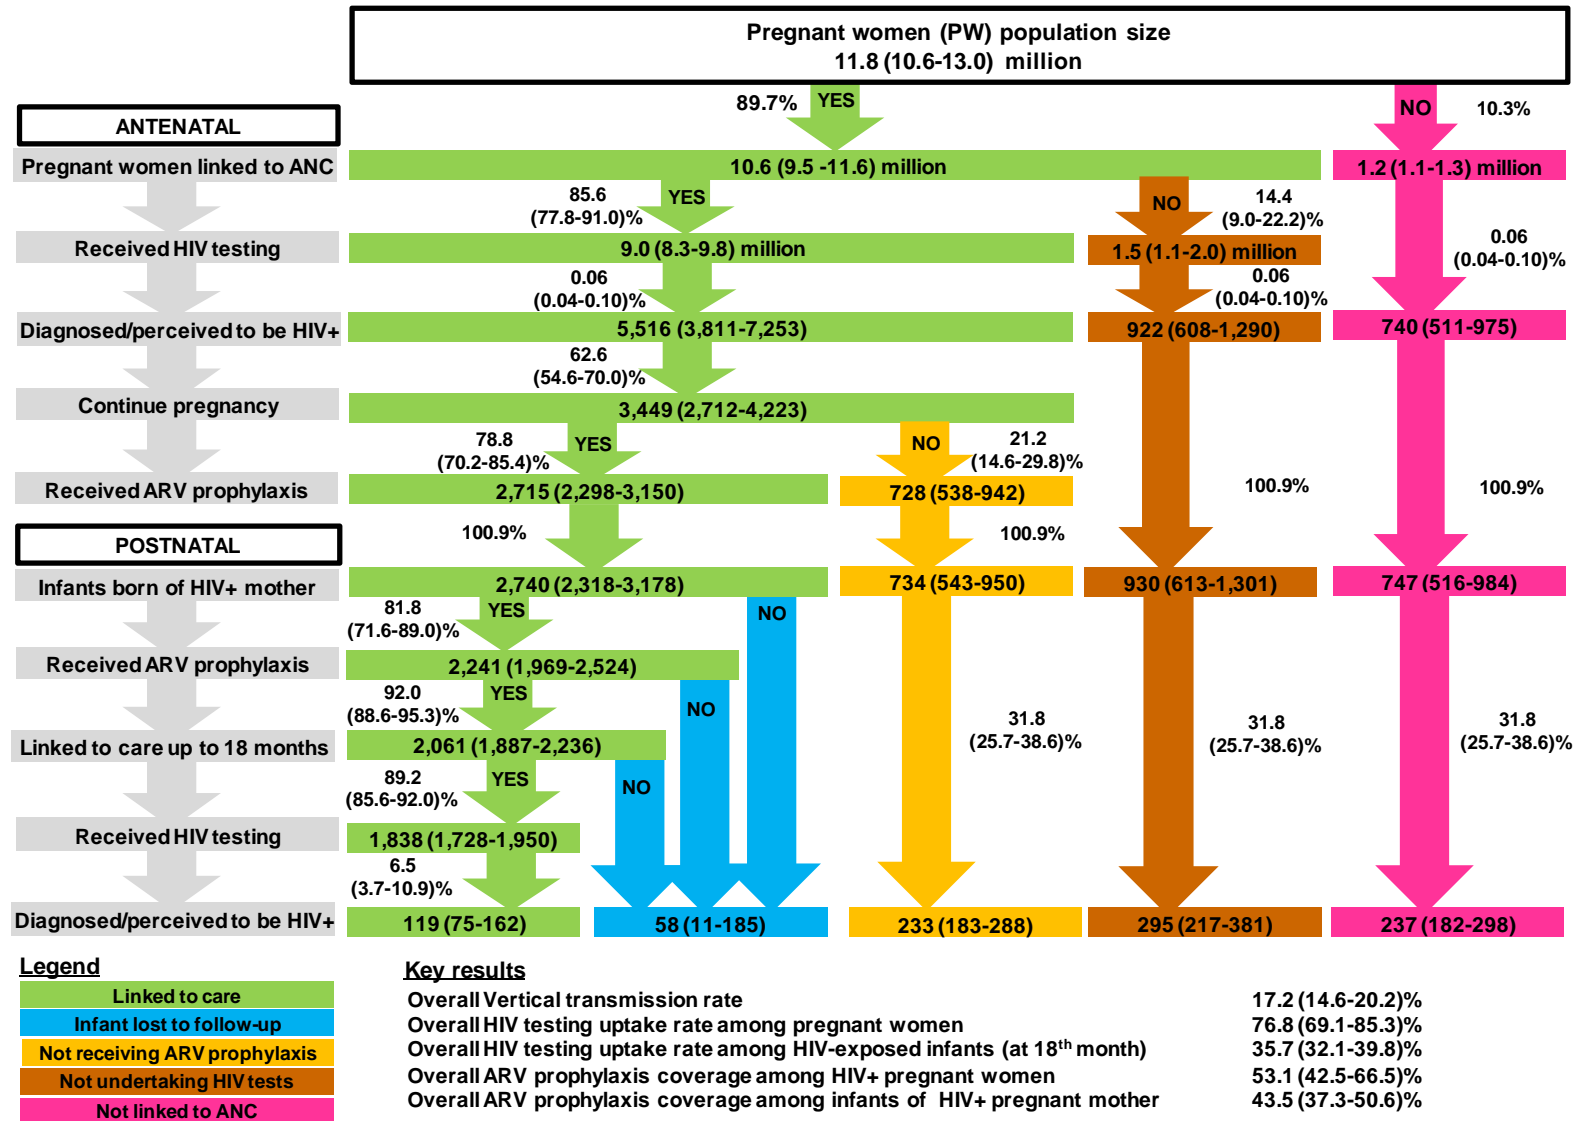 Pregnant women (PW) population size
11.8 (10.6-13.0) million
89.7%
YES
NO
10.3%
ANTENATAL
Pregnant women linked to ANC
10.6 (9.5 -11.6) million
1.2 (1.1-1.3) million
85.6
(77.8-91.0)%
YES
NO
14.4
(9.0-22.2)%
Received HIV testing
9.0 (8.3-9.8) million
1.5 (1.1-2.0) million
0.06
(0.04-0.10)%
0.06
(0.04-0.10)%
0.06
(0.04-0.10)%
Diagnosed/perceived to be HIV+
5,516 (3,811-7,253)
922 (608-1,290)
740 (511-975)
62.6
(54.6-70.0)%
Continue pregnancy
3,449 (2,712-4,223)
78.8
(70.2-85.4)%
YES
NO
21.2
(14.6-29.8)%
Received ARV prophylaxis
2,715 (2,298-3,150)
728 (538-942)
100.9%
100.9%
100.9%
100.9%
POSTNATAL
Infants born of HIV+ mother
2,740 (2,318-3,178)
734 (543-950)
930 (613-1,301)
747 (516-984)
81.8
(71.6-89.0)%
YES
NO
Received ARV prophylaxis
2,241 (1,969-2,524)
92.0
(88.6-95.3)%
YES
NO
31.8
(25.7-38.6)%
31.8
(25.7-38.6)%
31.8
(25.7-38.6)%
Linked to care up to 18 months
2,061 (1,887-2,236)
89.2
(85.6-92.0)%
YES
NO
Received HIV testing
1,838 (1,728-1,950)
6.5
(3.7-10.9)%
Diagnosed/perceived to be HIV+
119 (75-162)
58 (11-185)
233 (183-288)
295 (217-381)
237 (182-298)
Legend
Linked to care
Infant lost to follow-up
Not receiving ARV prophylaxis
Not undertaking HIV tests
Not linked to ANC
Key results
Overall Vertical transmission rate 17.2 (14.6-20.2)%
Overall HIV testing uptake rate among pregnant women 76.8 (69.1-85.3)%
Overall HIV testing uptake rate among HIV-exposed infants (at 18th month) 35.7 (32.1-39.8)%
Overall ARV prophylaxis coverage among HIV+ pregnant women 53.1 (42.5-66.5)%
Overall ARV prophylaxis coverage among infants of HIV+ pregnant mother 43.5 (37.3-50.6)%